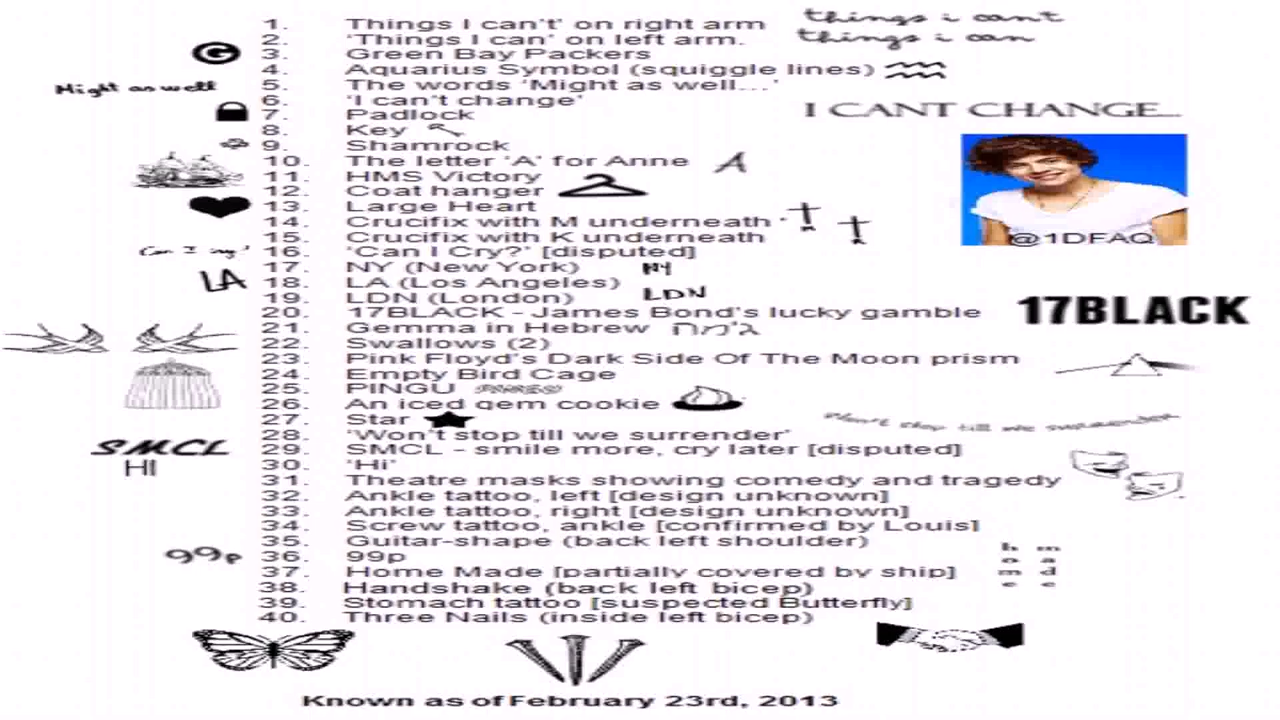 1. Things I can't' on right arm
things i can't
2. 'Things I can' on left arm.
things i can
3. Green Bay Packers
G
4. Aquarius Symbol (squiggle lines)
5. The words 'Might as well...'
Might as well
6. 'I can't change'
I CANT CHANGE...
7. Padlock
8. Key
9. Shamrock
10. The letter 'A' for Anne
A
11. HMS Victory
12. Coat hanger
13. Large Heart
14. Crucifix with M underneath
15. Crucifix with K underneath
@1DFAQ
16. 'Can I Cry?' [disputed]
17. NY (New York)
NY
18. LA (Los Angeles)
LA
19. LDN (London)
LDN
20. 17BLACK - James Bond's lucky gamble
17BLACK
21. Gemma in Hebrew
ג'מה
22. Swallows (2)
23. Pink Floyd's Dark Side Of The Moon prism
24. Empty Bird Cage
25. PINGU
26. An iced gem cookie
27. Star
28. 'Won't stop till we surrender'
Won't stop till we surrender
29. SMCL - smile more, cry later [disputed]
SMCL
30. 'Hi'
HI
31. Theatre masks showing comedy and tragedy
32. Ankle tattoo, left [design unknown]
33. Ankle tattoo, right [design unknown]
34. Screw tattoo, ankle [confirmed by Louis]
35. Guitar-shape (back left shoulder)
36. 99p
99p
37. Home Made [partially covered by ship]
home made
38. Handshake (back left bicep)
39. Stomach tattoo [suspected Butterfly]
40. Three Nails (inside left bicep)
Known as of February 23rd, 2013